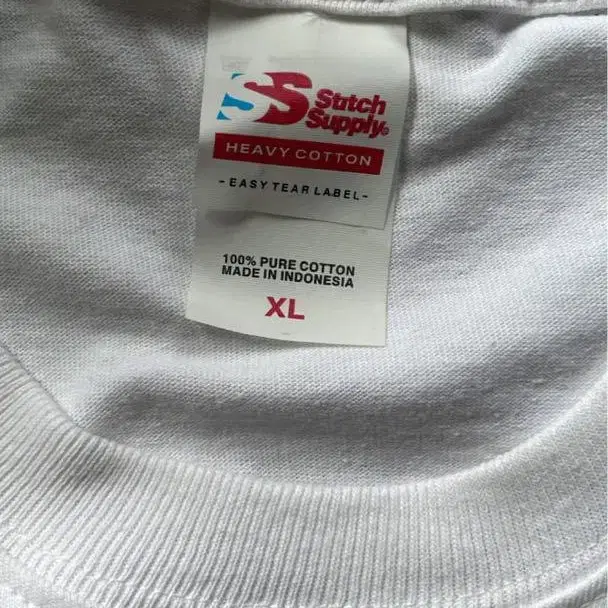 SS Stitch
Supply®
HEAVY COTTON
- EASY TEAR LABEL -
100% PURE COTTON
MADE IN INDONESIA
XL